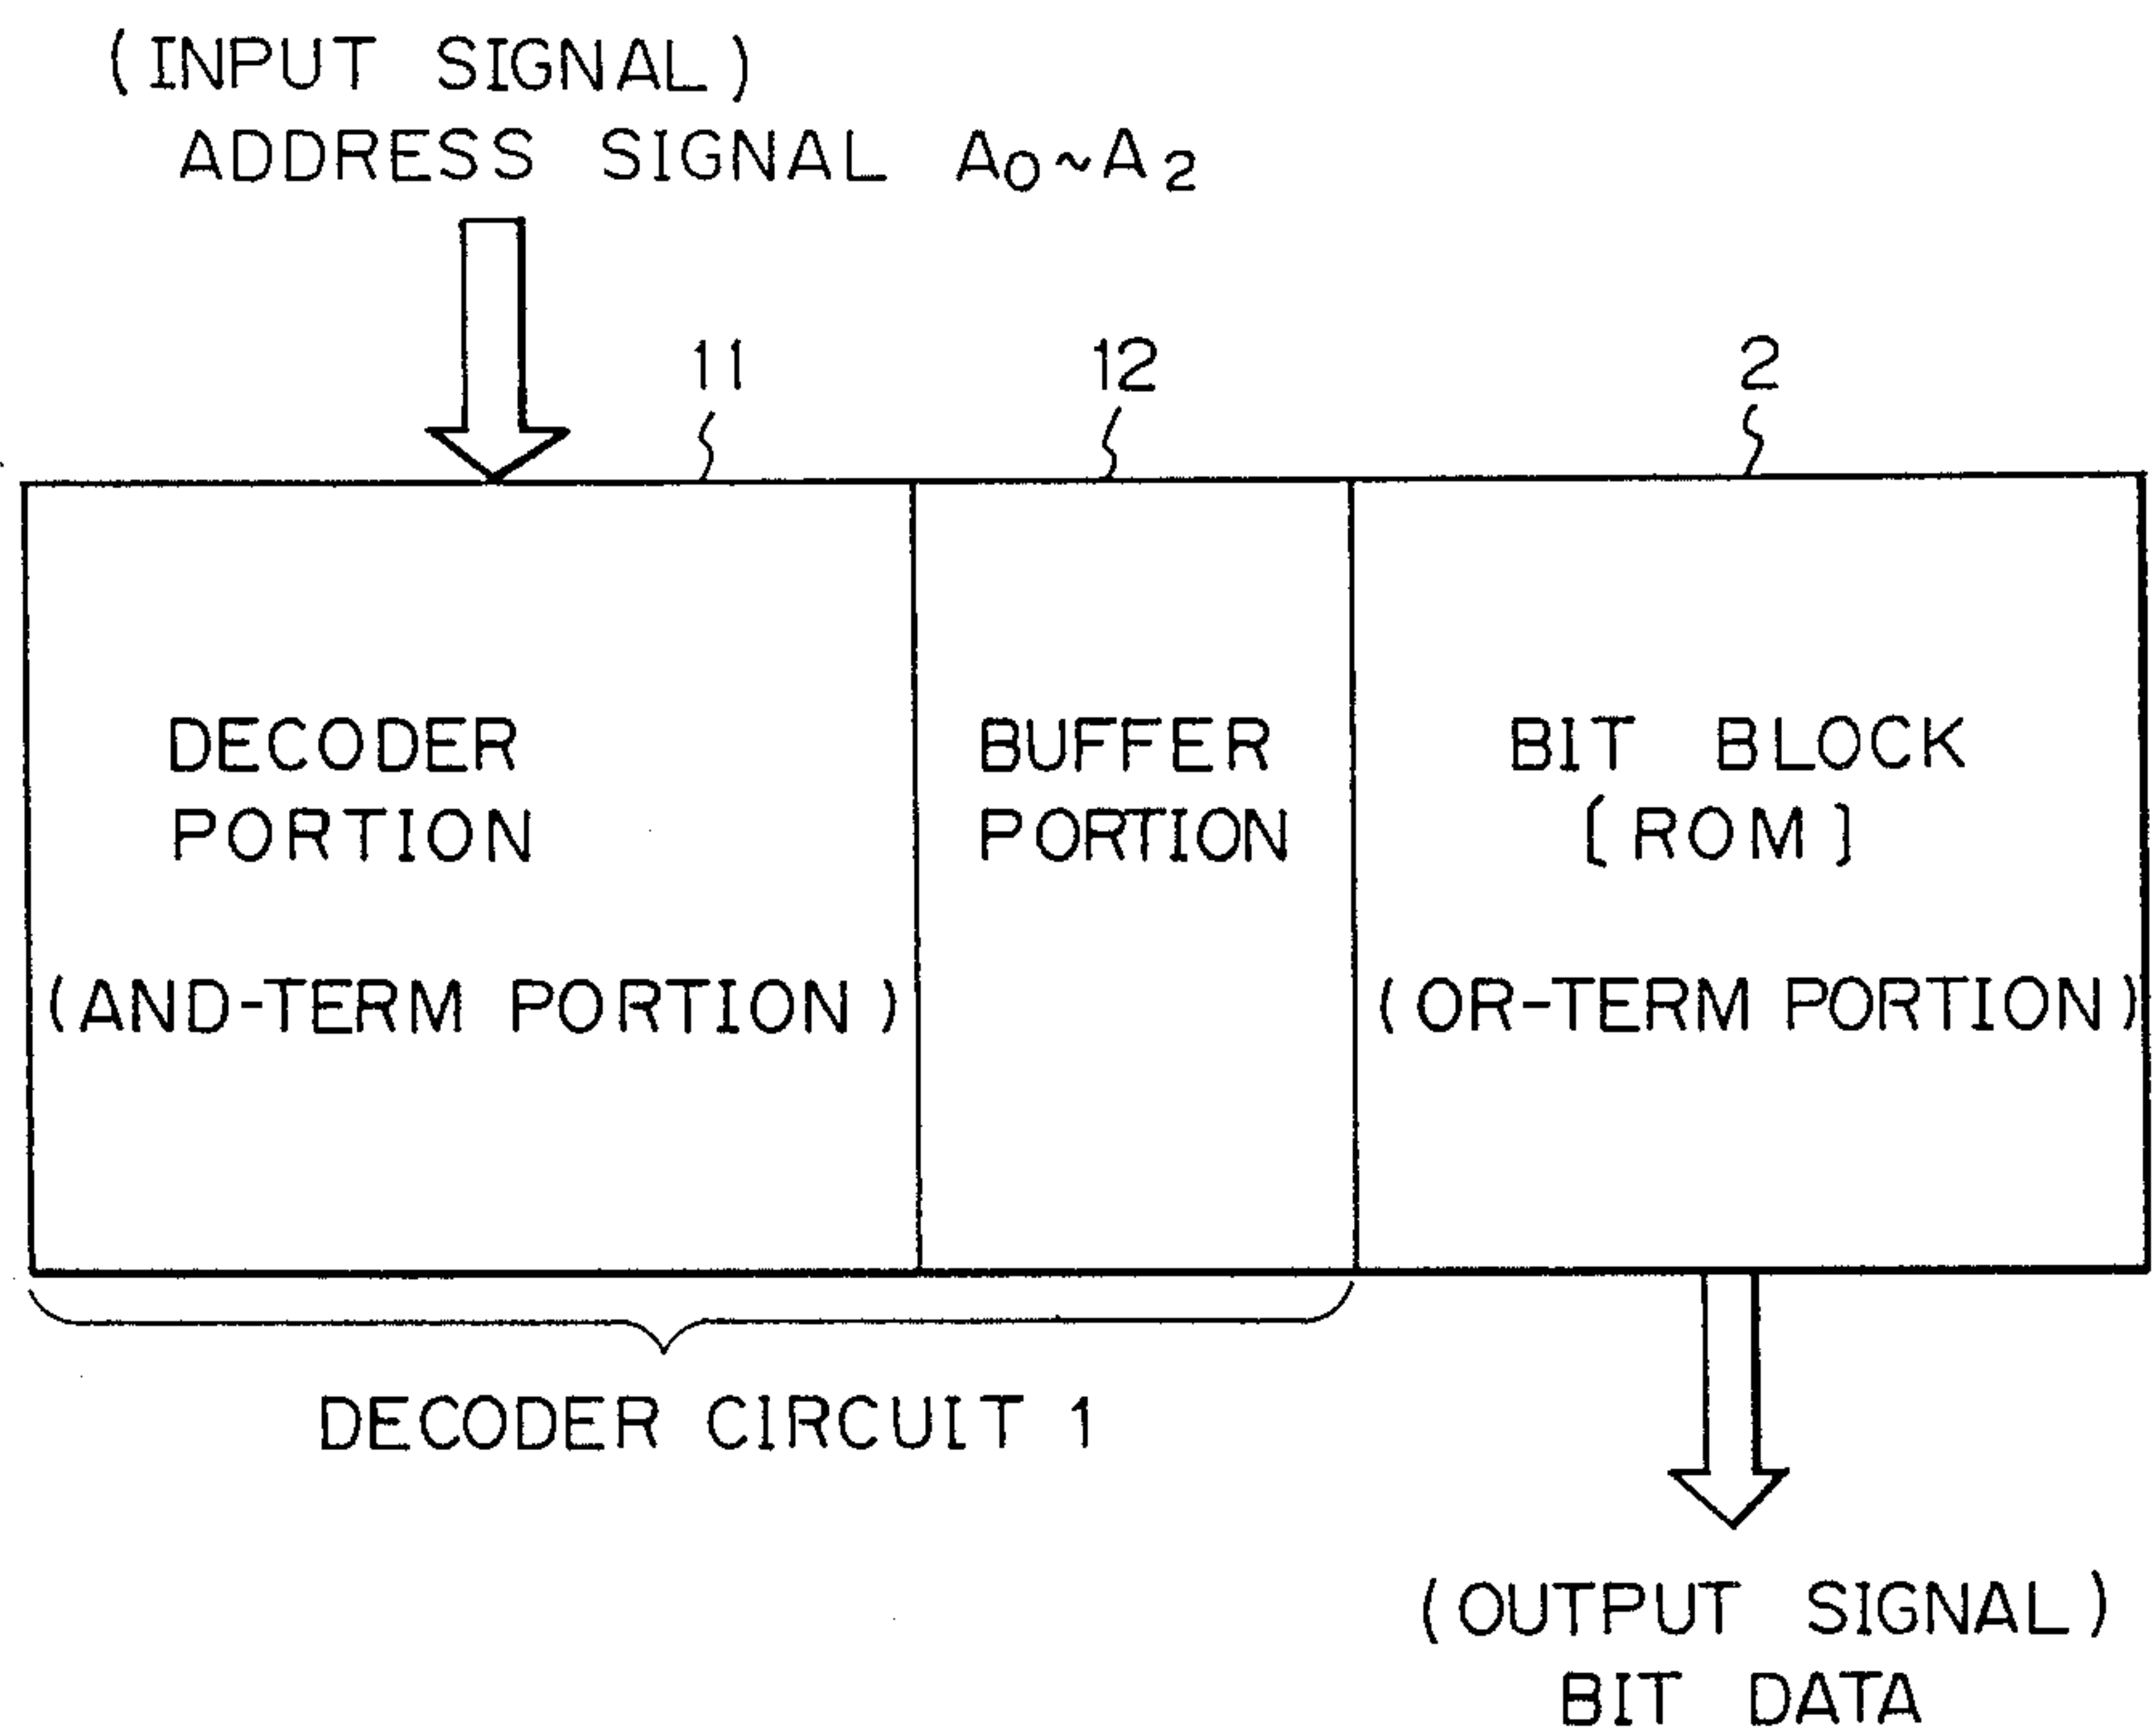 (INPUT SIGNAL)
ADDRESS SIGNAL A0~A2
11
12
2
DECODER
PORTION
(AND-TERM PORTION)
BUFFER
PORTION
BIT BLOCK
[ROM]
(OR-TERM PORTION)
DECODER CIRCUIT 1
(OUTPUT SIGNAL)
BIT DATA